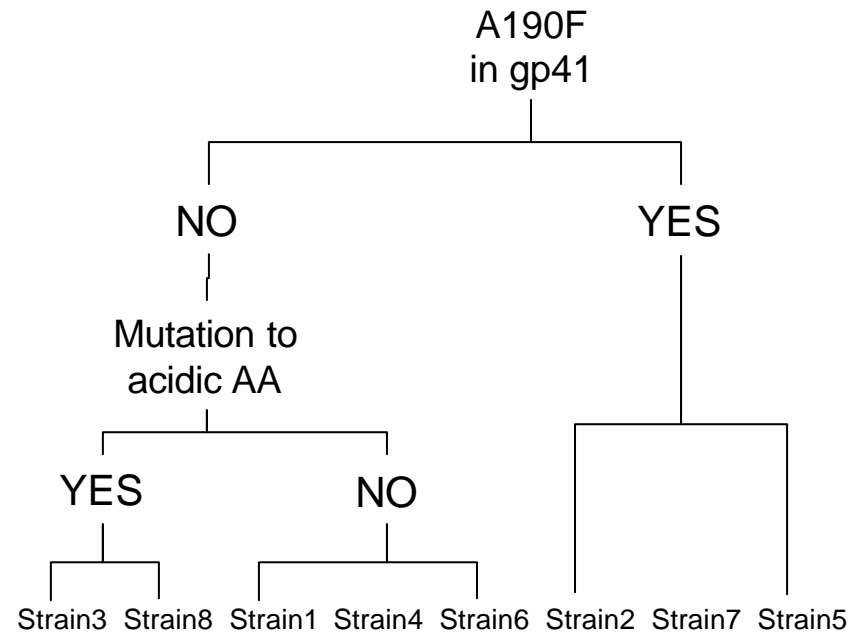 A190F
in gp41
NO
YES
Mutation to
acidic AA
YES
NO
Strain3 Strain8 Strain1 Strain4 Strain6 Strain2 Strain7 Strain5